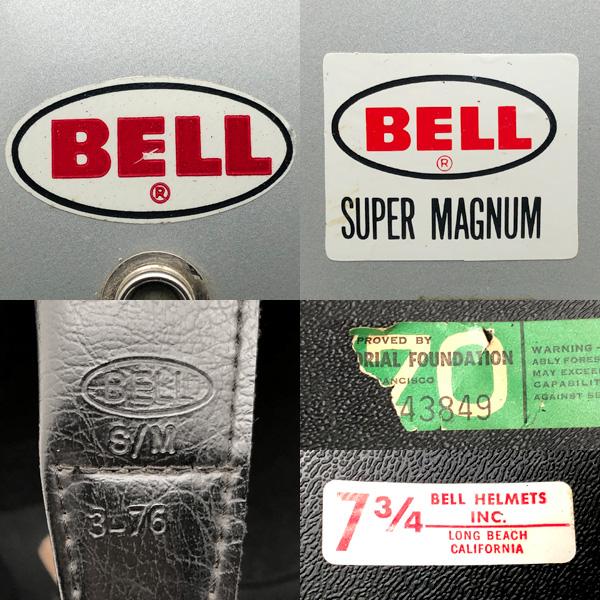 BELL
®
BELL
®
SUPER MAGNUM
BELL
S/M
3-76
PROVED BY
ORIAL FOUNDATION
ANCISCO
70
43849
WARNING-
ABLY FORES
MAY EXCEE
CAPABILIT
AGAINST SE
7 3/4
BELL HELMETS
INC.
LONG BEACH
CALIFORNIA